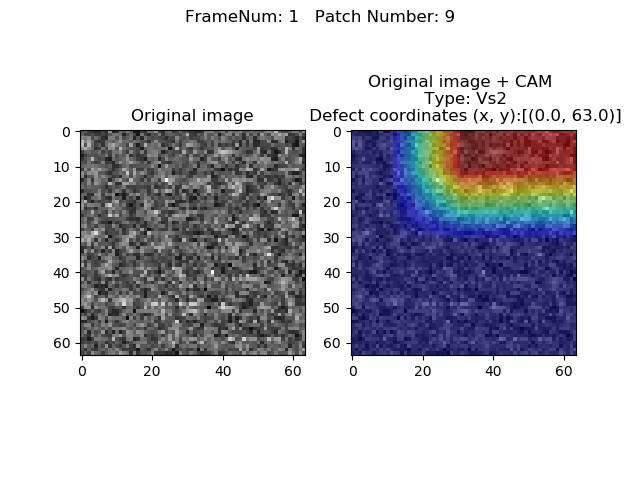 FrameNum: 1   Patch Number: 9
Original image
Original image + CAM
Type: Vs2
Defect coordinates (x, y):[(0.0, 63.0)]
0
10
20
30
40
50
60
0 20 40 60
0
10
20
30
40
50
60
0 20 40 60